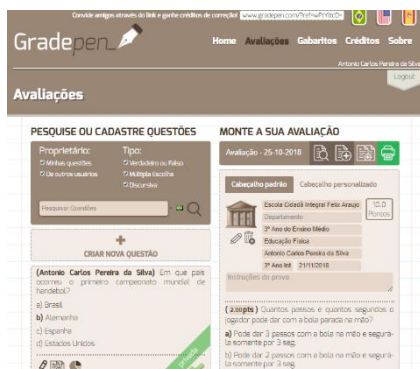 Convide amigos através do link e ganhe créditos de correção!
Gradepen
Home Avaliações Gabaritos Créditos Sobre
Antonio Carlos Pereira da Silva
Logout
Avaliações
PESQUISE OU CADASTRE QUESTÕES
Proprietário:
Minhas questões
De outros usuários
Tipo:
Verdadeiro ou Falso
Múltipla Escolha
Discursiva
Pesquisar Questões
CRIAR NOVA QUESTÃO
(Antonio Carlos Pereira da Silva) Em que país
ocorreu o primeiro campeonato mundial de
handebol?
a) Brasil
b) Alemanha
c) Espanha
d) Estados Unidos
privada
MONTE A SUA AVALIAÇÃO
Avaliação - 25-10-2018
Cabeçalho padrão Cabeçalho personalizado
Escola Cidadã Integral Felix Araujo
10.0
Pontos
Departamento
3º Ano do Ensino Médio
Educação Física
Antonio Carlos Pereira da Silva
3º Ano Int 21/11/2018
Instruções da prova
(2.00pts) Quantos passos e quantos segundos o
jogador pode dar com a bola parada na mão?
a) Pode dar 3 passos com a bola na mão e segurá-
la somente por 3 seg.
b) Pode dar 2 passos com a bola na mão e segurá-
la somente por 3 seg.